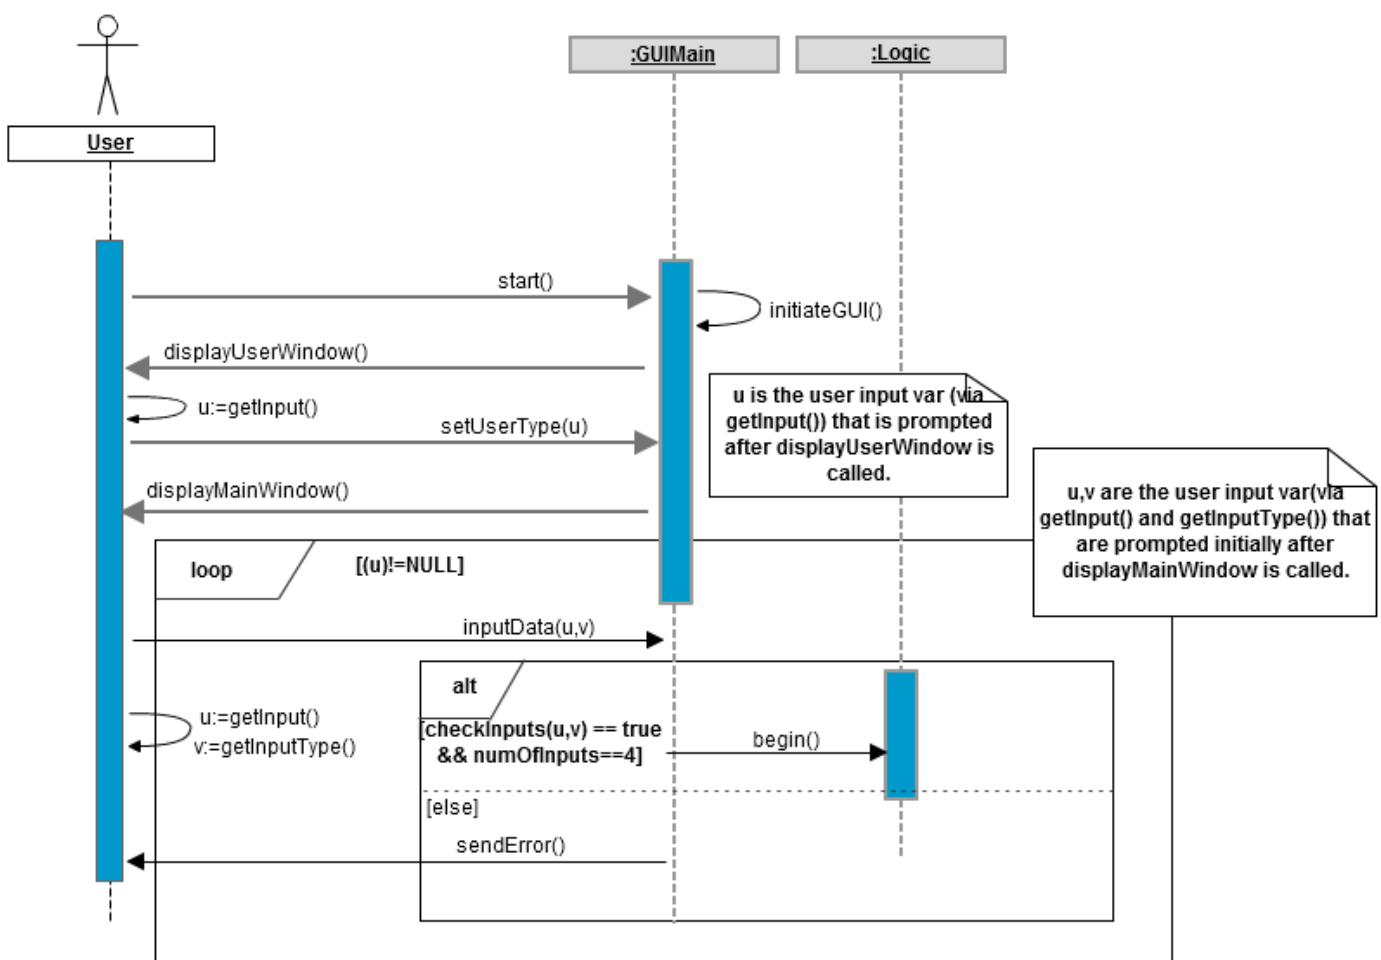 :GUIMain
:Logic
User
start()
initiateGUI()
displayUserWindow()
u:=getInput()
setUserType(u)
u is the user input var (via
getInput()) that is prompted
after displayUserWindow is
called.
displayMainWindow()
u,v are the user input var(via
getInput() and getInputType()) that
are prompted initially after
displayMainWindow is called.
loop
[(u)!=NULL]
inputData(u,v)
alt
u:=getInput()
v:=getInputType()
[checkInputs(u,v) == true
&& numOfInputs==4]
begin()
[else]
sendError()